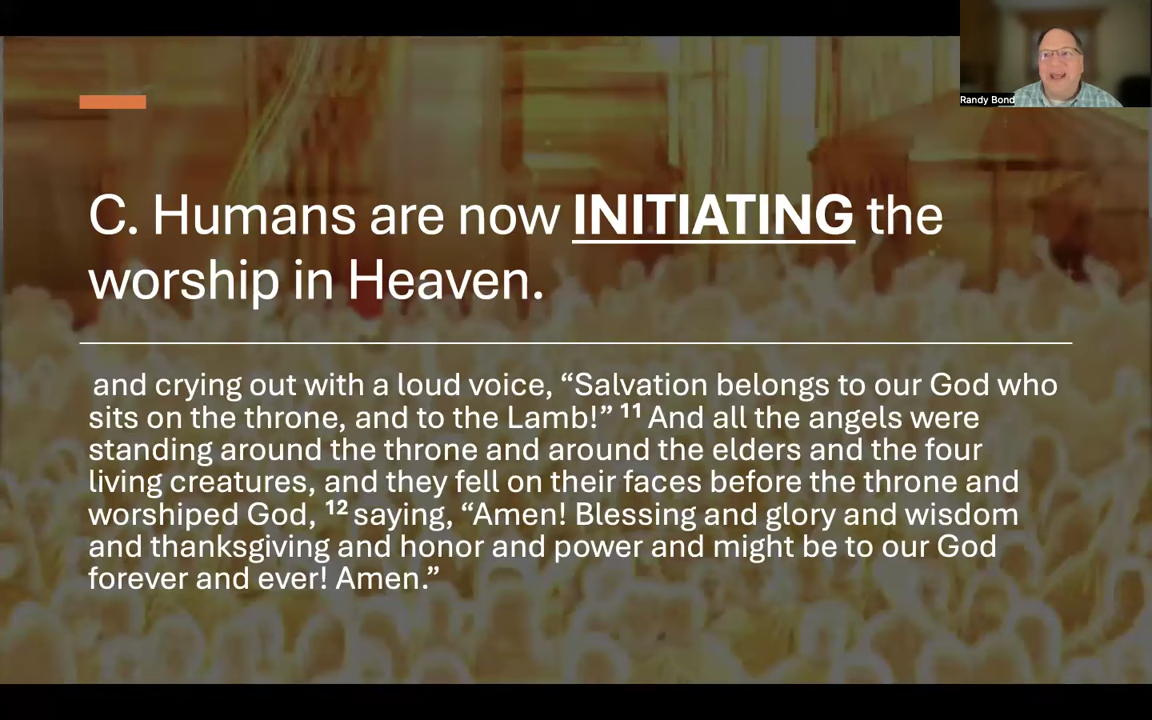 Randy Bond
C. Humans are now INITIATING the
worship in Heaven.
and crying out with a loud voice, “Salvation belongs to our God who
sits on the throne, and to the Lamb!” 11 And all the angels were
standing around the throne and around the elders and the four
living creatures, and they fell on their faces before the throne and
worshiped God, 12 saying, “Amen! Blessing and glory and wisdom
and thanksgiving and honor and power and might be to our God
forever and ever! Amen.”